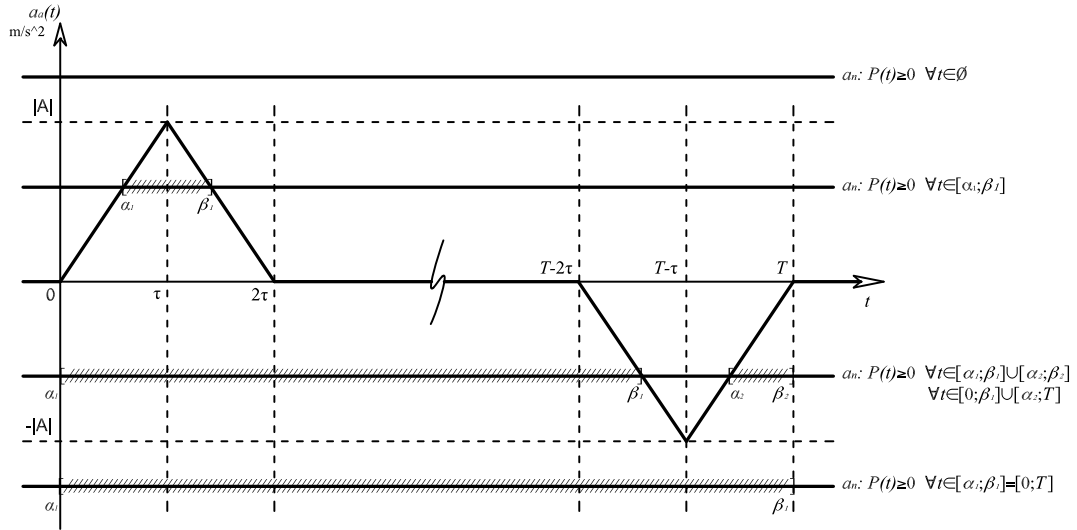 aₐ(t)
m/s^2
aₙ: P(t)≥0 ∀t∈∅
|A|
aₙ: P(t)≥0 ∀t∈[α₁;β₁]
α₁ β₁
T-2τ T-τ T
0 τ 2τ t
aₙ: P(t)≥0 ∀t∈[α₁;β₁]∪[α₂;β₂]
α₁ β₁ α₂ β₂
∀t∈[0;β₁]∪[α₂;T]
-|A|
aₙ: P(t)≥0 ∀t∈[α₁;β₁]=[0;T]
α₁ β₁